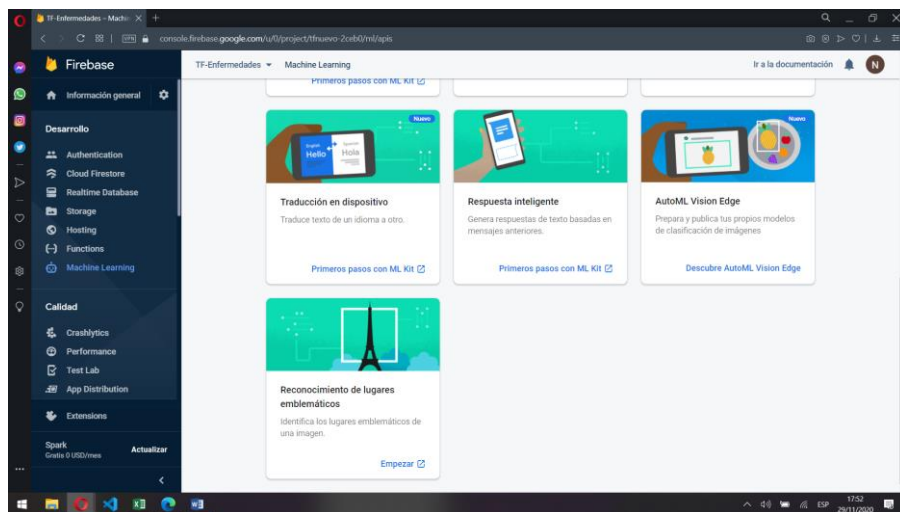 TF-Enfermedades – Machi
VPN
console.firebase.google.com/u/0/project/tfnuevo-2ceb0/ml/apis
Firebase
TF-Enfermedades
Machine Learning
Ir a la documentación
N
Información general
Primeros pasos con ML Kit
Desarrollo
Authentication
Cloud Firestore
Realtime Database
Storage
Hosting
Functions
Machine Learning
Calidad
Crashlytics
Performance
Test Lab
App Distribution
Extensions
Spark
Gratis 0 USD/mes
Actualizar
Nuevo
English
Spanish
Hello
Hola
Traducción en dispositivo
Traduce texto de un idioma a otro.
Primeros pasos con ML Kit
Respuesta inteligente
Genera respuestas de texto basadas en
mensajes anteriores.
Primeros pasos con ML Kit
Nuevo
AutoML Vision Edge
Prepara y publica tus propios modelos
de clasificación de imágenes
Descubre AutoML Vision Edge
Reconocimiento de lugares
emblemáticos
Identifica los lugares emblemáticos de
una imagen.
Empezar
ESP
17:52
29/11/2020